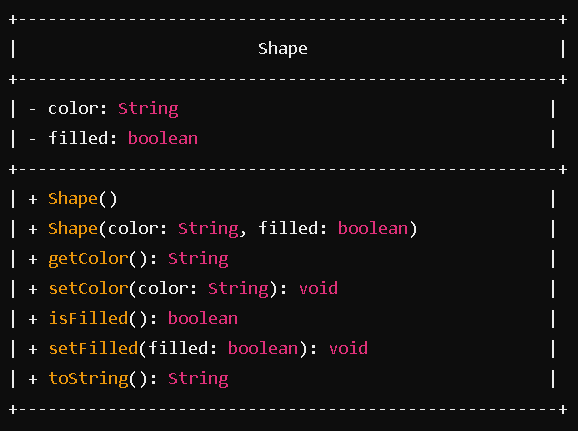 +------------------------------------------------------+
| Shape |
+------------------------------------------------------+
| - color: String |
| - filled: boolean |
+------------------------------------------------------+
| + Shape() |
| + Shape(color: String, filled: boolean) |
| + getColor(): String |
| + setColor(color: String): void |
| + isFilled(): boolean |
| + setFilled(filled: boolean): void |
| + toString(): String |
+------------------------------------------------------+